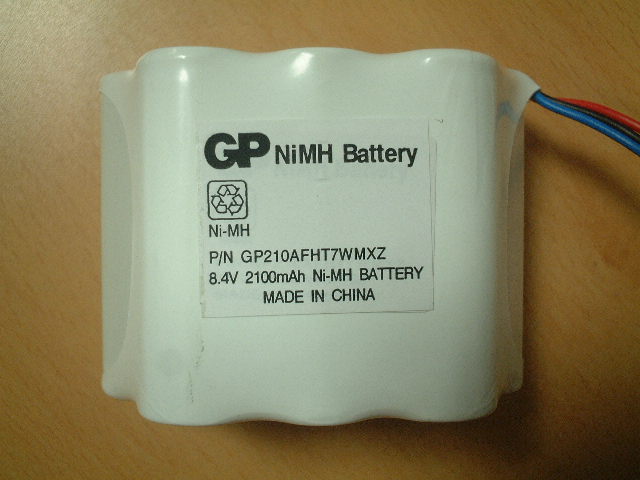 GP NiMH Battery
Ni-MH
P/N GP210AFHT7WMXZ
8.4V 2100mAh Ni-MH BATTERY
MADE IN CHINA